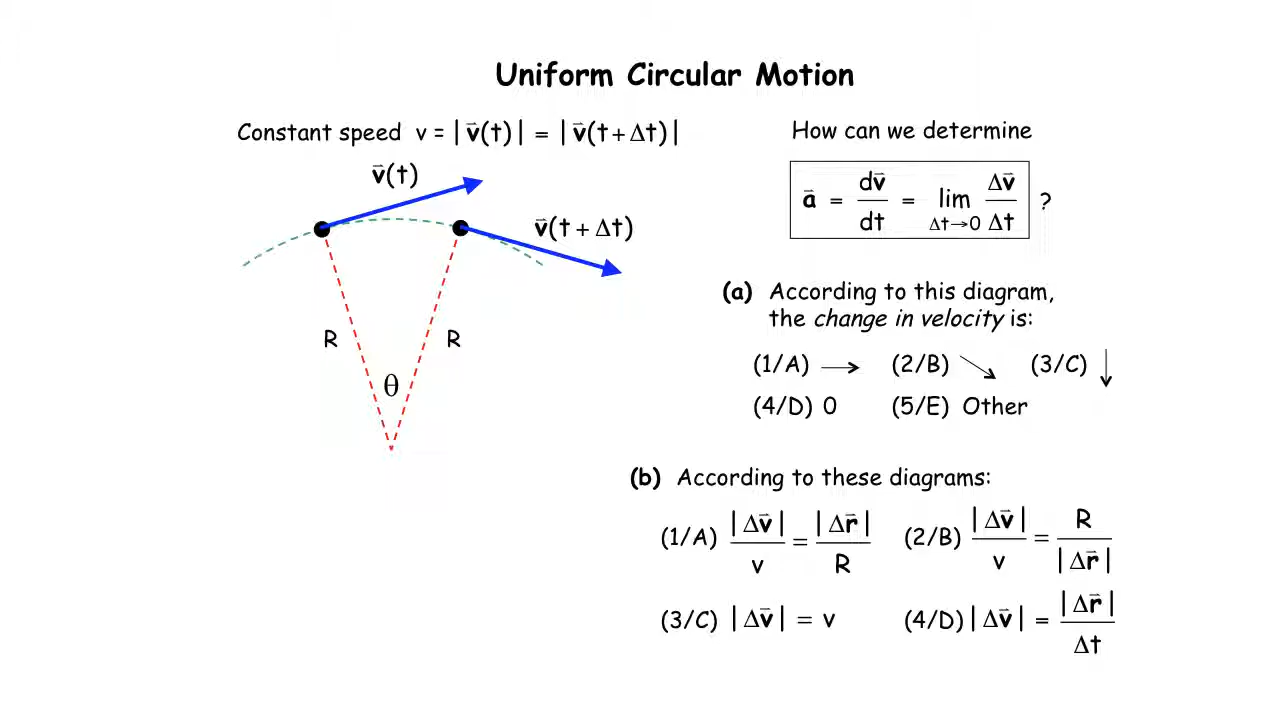 Uniform Circular Motion
Constant speed v = |v⃗(t)| = |v⃗(t + Δt)|
v⃗(t)
v⃗(t + Δt)
R
R
θ
How can we determine
a⃗ = dv⃗/dt = lim Δt→0 Δv⃗/Δt ?
(a) According to this diagram,
the change in velocity is:
(1/A) → (2/B) ↘ (3/C) ↓
(4/D) 0 (5/E) Other
(b) According to these diagrams:
(1/A) |Δv⃗|/v = |Δr⃗|/R (2/B) |Δv⃗|/v = R/|Δr⃗|
(3/C) |Δv⃗| = v (4/D) |Δv⃗| = |Δr⃗|/Δt